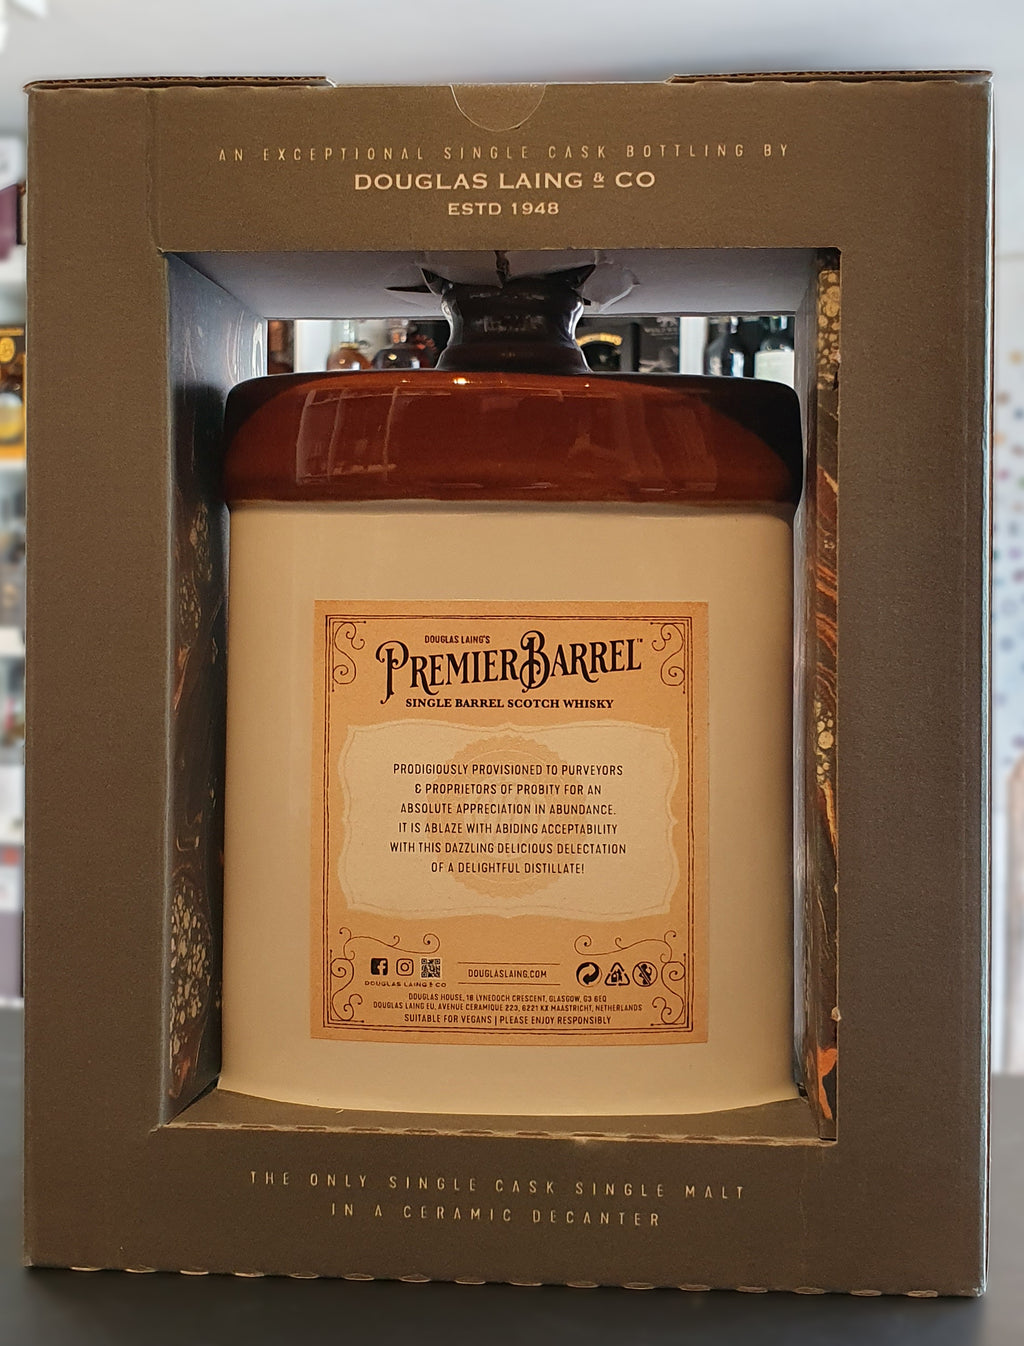 AN EXCEPTIONAL SINGLE CASK BOTTLING BY
DOUGLAS LAING & CO
ESTD 1948
DOUGLAS LAING'S
PREMIER BARREL™
SINGLE BARREL SCOTCH WHISKY
PRODIGIOUSLY PROVISIONED TO PURVEYORS
& PROPRIETORS OF PROBITY FOR AN
ABSOLUTE APPRECIATION IN ABUNDANCE.
IT IS ABLAZE WITH ABIDING ACCEPTABILITY
WITH THIS DAZZLING DELICIOUS DELECTATION
OF A DELIGHTFUL DISTILLATE!
DOUGLASLAING.COM
DOUGLAS LAING & CO
DOUGLAS HOUSE, 18 LYNEDOCH CRESCENT, GLASGOW, G3 6EQ
DOUGLAS LAING EU, AVENUE CERAMIQUE 223, 6221 KX MAASTRICHT, NETHERLANDS
SUITABLE FOR VEGANS | PLEASE ENJOY RESPONSIBLY
THE ONLY SINGLE CASK SINGLE MALT
IN A CERAMIC DECANTER